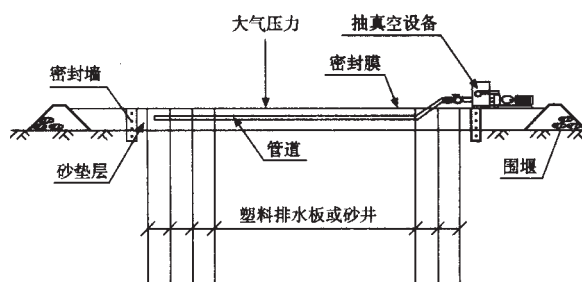 大气压力
抽真空设备
密封墙
密封膜
砂垫层
管道
围堰
塑料排水板或砂井